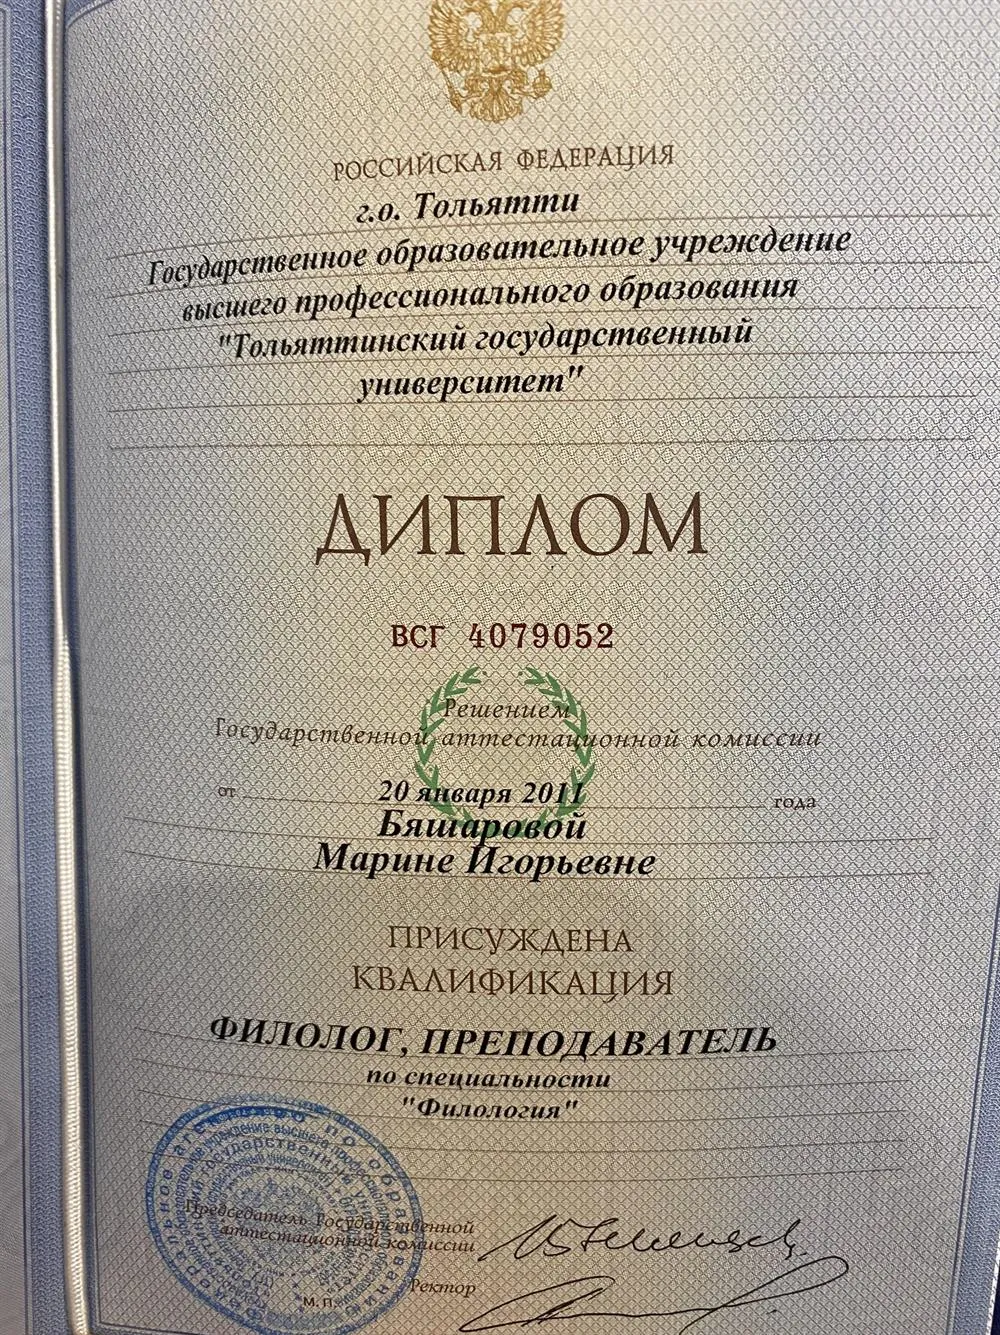 РОССИЙСКАЯ ФЕДЕРАЦИЯ
г.о. Тольятти
Государственное образовательное учреждение
высшего профессионального образования
"Тольяттинский государственный
университет"
ДИПЛОМ
ВСГ 4079052
Решением
Государственной аттестационной комиссии
от 20 января 2011 года
Бяшаровой
Марине Игорьевне
ПРИСУЖДЕНА
КВАЛИФИКАЦИЯ
ФИЛОЛОГ, ПРЕПОДАВАТЕЛЬ
по специальности
"Филология"
Председатель Государственной
аттестационной комиссии
Ректор
М.П.